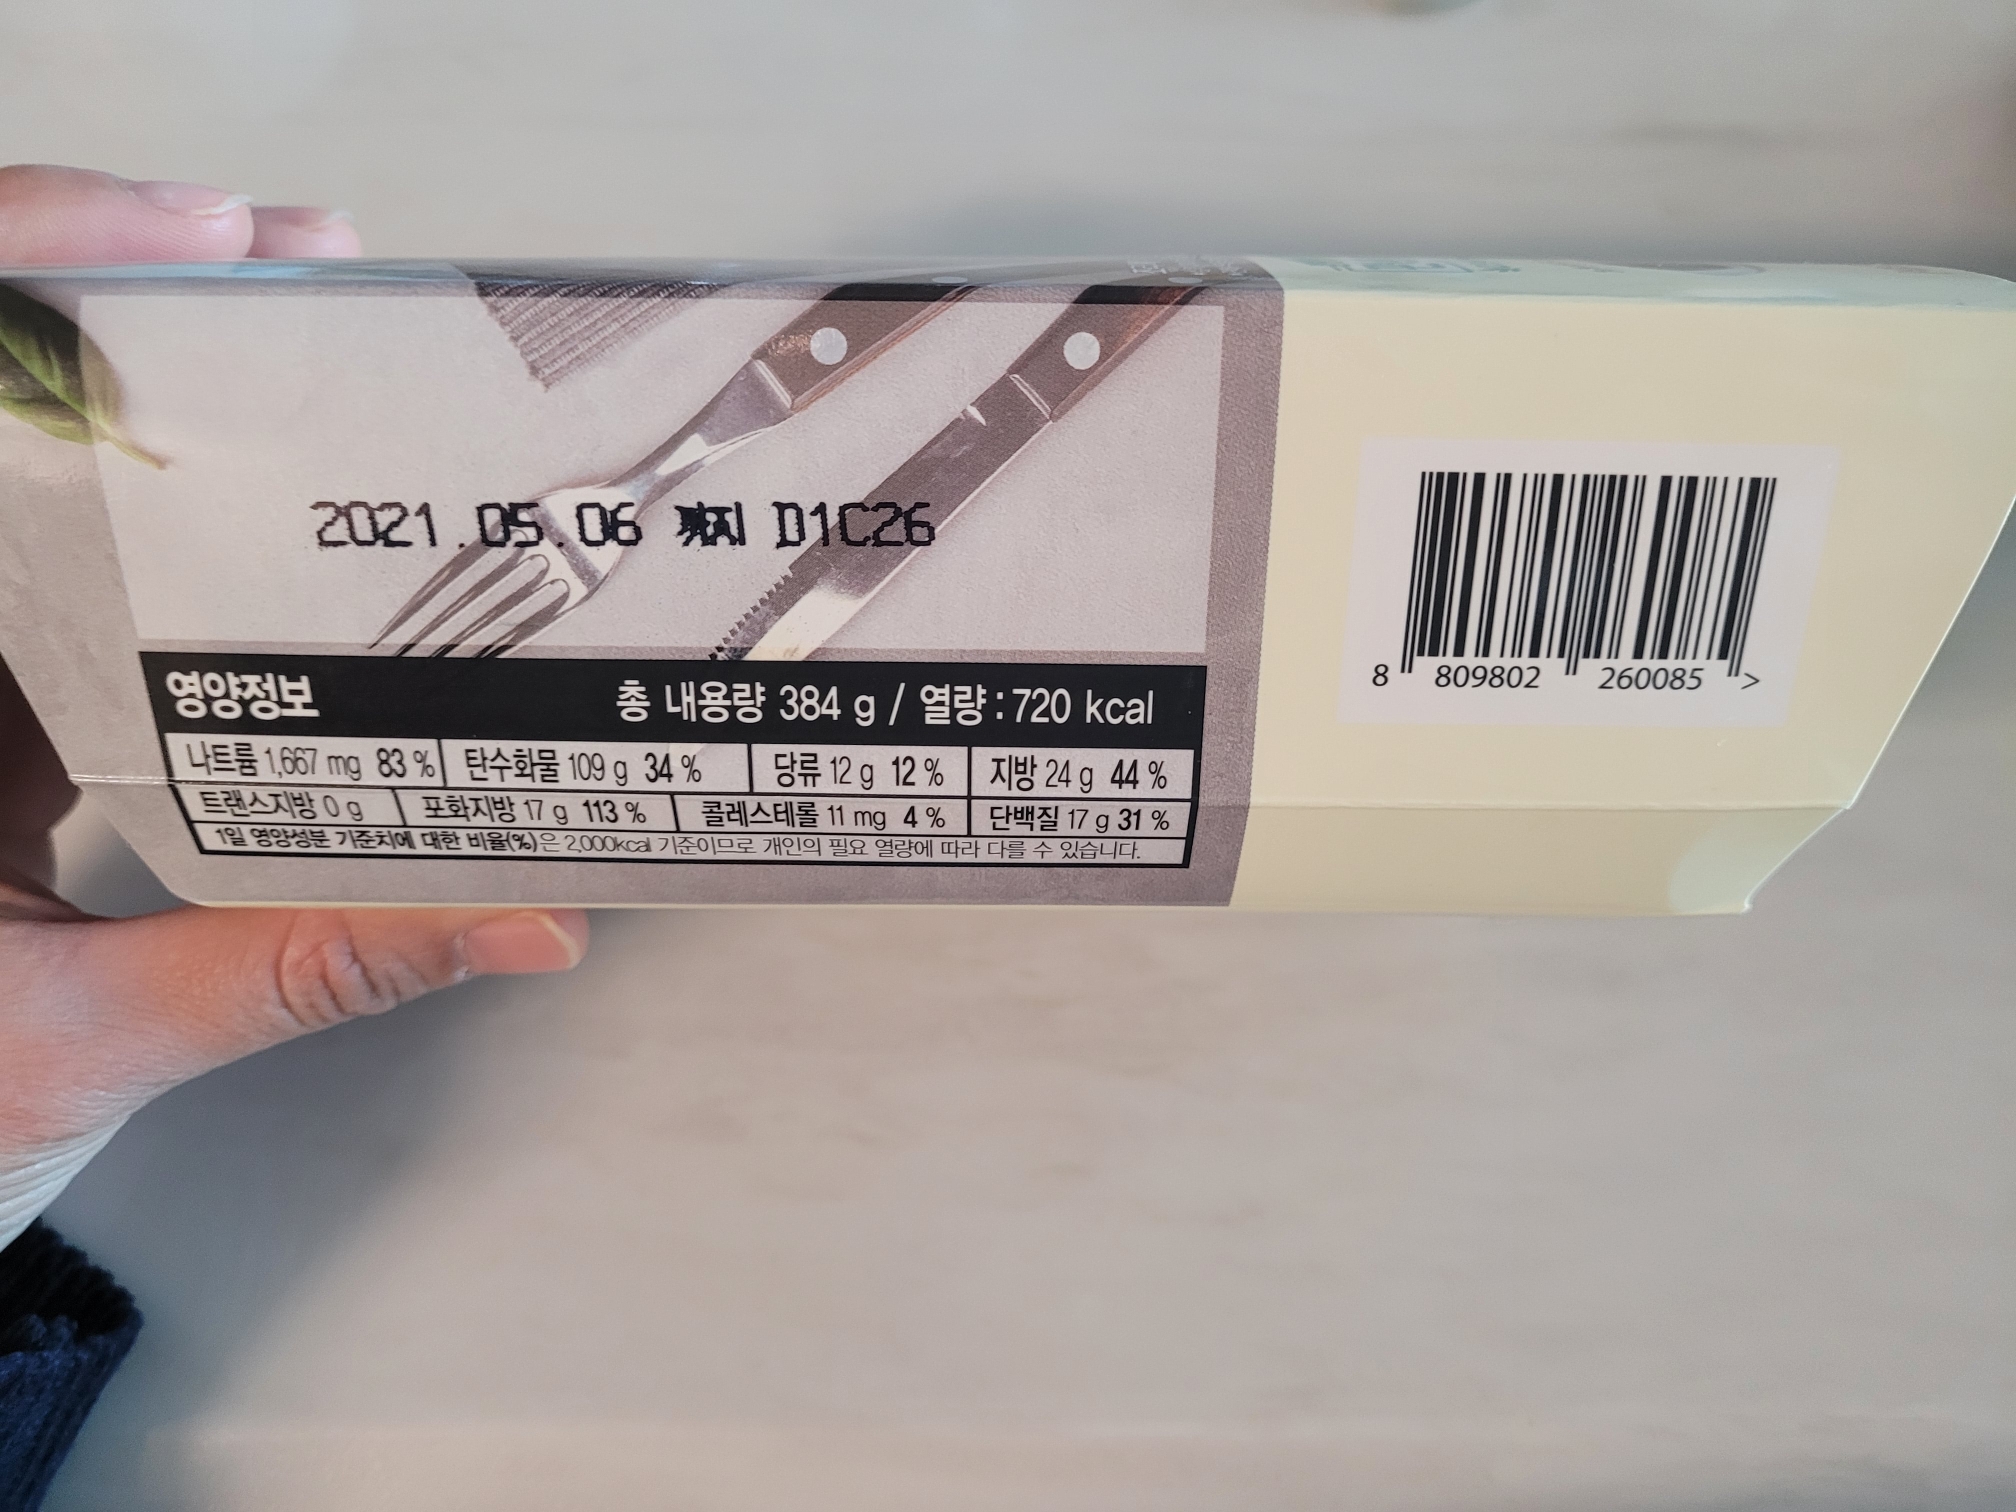 2021.05.06 까지 D1C26
영양정보 총 내용량 384 g / 열량 : 720 kcal
나트륨 1,667 mg 83 % 탄수화물 109 g 34 % 당류 12 g 12 % 지방 24 g 44 %
트랜스지방 0 g 포화지방 17 g 113 % 콜레스테롤 11 mg 4 % 단백질 17 g 31 %
1일 영양성분 기준치에 대한 비율(%)은 2,000kcal 기준이므로 개인의 필요 열량에 따라 다를 수 있습니다.
8 809802 260085 >